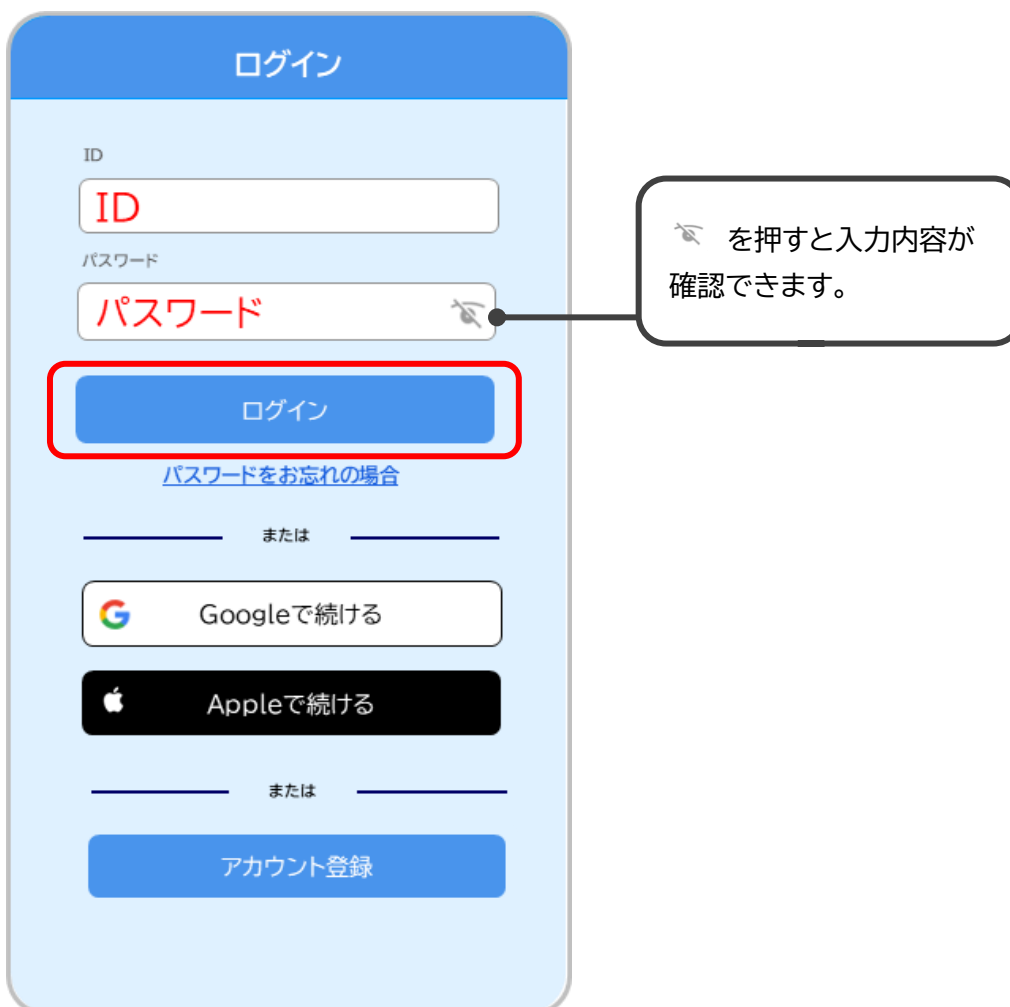 ログイン
ID
ID
パスワード
パスワード
を押すと入力内容が
確認できます。
ログイン
パスワードをお忘れの場合
または
Googleで続ける
Appleで続ける
または
アカウント登録